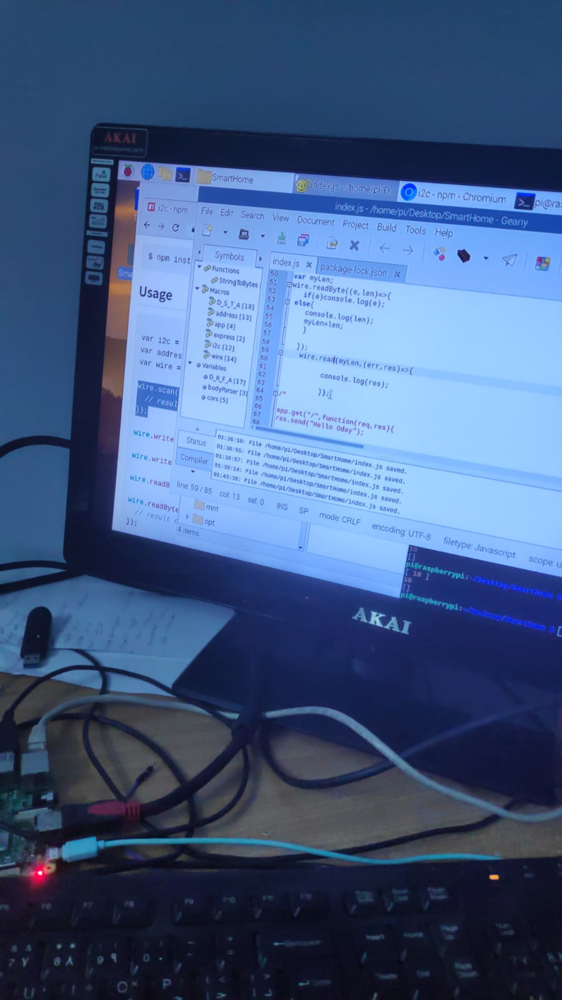 AKAI
SmartHome
index.js - /home/pi/D...
i2c - npm - Chromium
index.js - /home/pi/Desktop/SmartHome - Geany
i2c - npm
File Edit Search View Document Project Build Tools Help
$ npm inst
Usage
var i2c =
var addres
var wire =
wire.scan(
// resul
});
wire.write
wire.write
wire.readB
wire.readByte
// result
});
Symbols
Functions
StringToBytes
Macros
D_S_T_A [18]
address [13]
app [4]
express [2]
i2c [12]
wire [14]
Variables
D_R_F_A [17]
bodyParser [3]
cors [5]
index.js
package-lock.json
50 var myLen;
51 wire.readByte((e,len)=>{
52 if(e)console.log(e);
53 else{
54
55 console.log(len);
56 myLen=len;
57 }
58
59 });
60 wire.read(myLen,(err,res)=>{
61
62 console.log(res);
63
64 /* });
65
66
67 app.get("/",function(req,res){
68 res.send("Hello Oday");
Status
Compiler
01:36:10: File /home/pi/Desktop/SmartHome/index.js saved.
01:36:55: File /home/pi/Desktop/SmartHome/index.js saved.
01:38:57: File /home/pi/Desktop/SmartHome/index.js saved.
01:39:14: File /home/pi/Desktop/SmartHome/index.js saved.
01:43:38: File /home/pi/Desktop/SmartHome/index.js saved.
line: 59 / 85 col: 13 sel: 0 INS SP mode: CRLF encoding: UTF-8 filetype: Javascript scope: u
mnt
opt
4 items
10
[]
pi@raspberrypi:~/Desktop/SmartHome $
[ 18 ]
10
[]
pi@raspberrypi:~/Desktop/SmartHome $
AKAI
F6 F7 F8 F9 F10 F11 F12